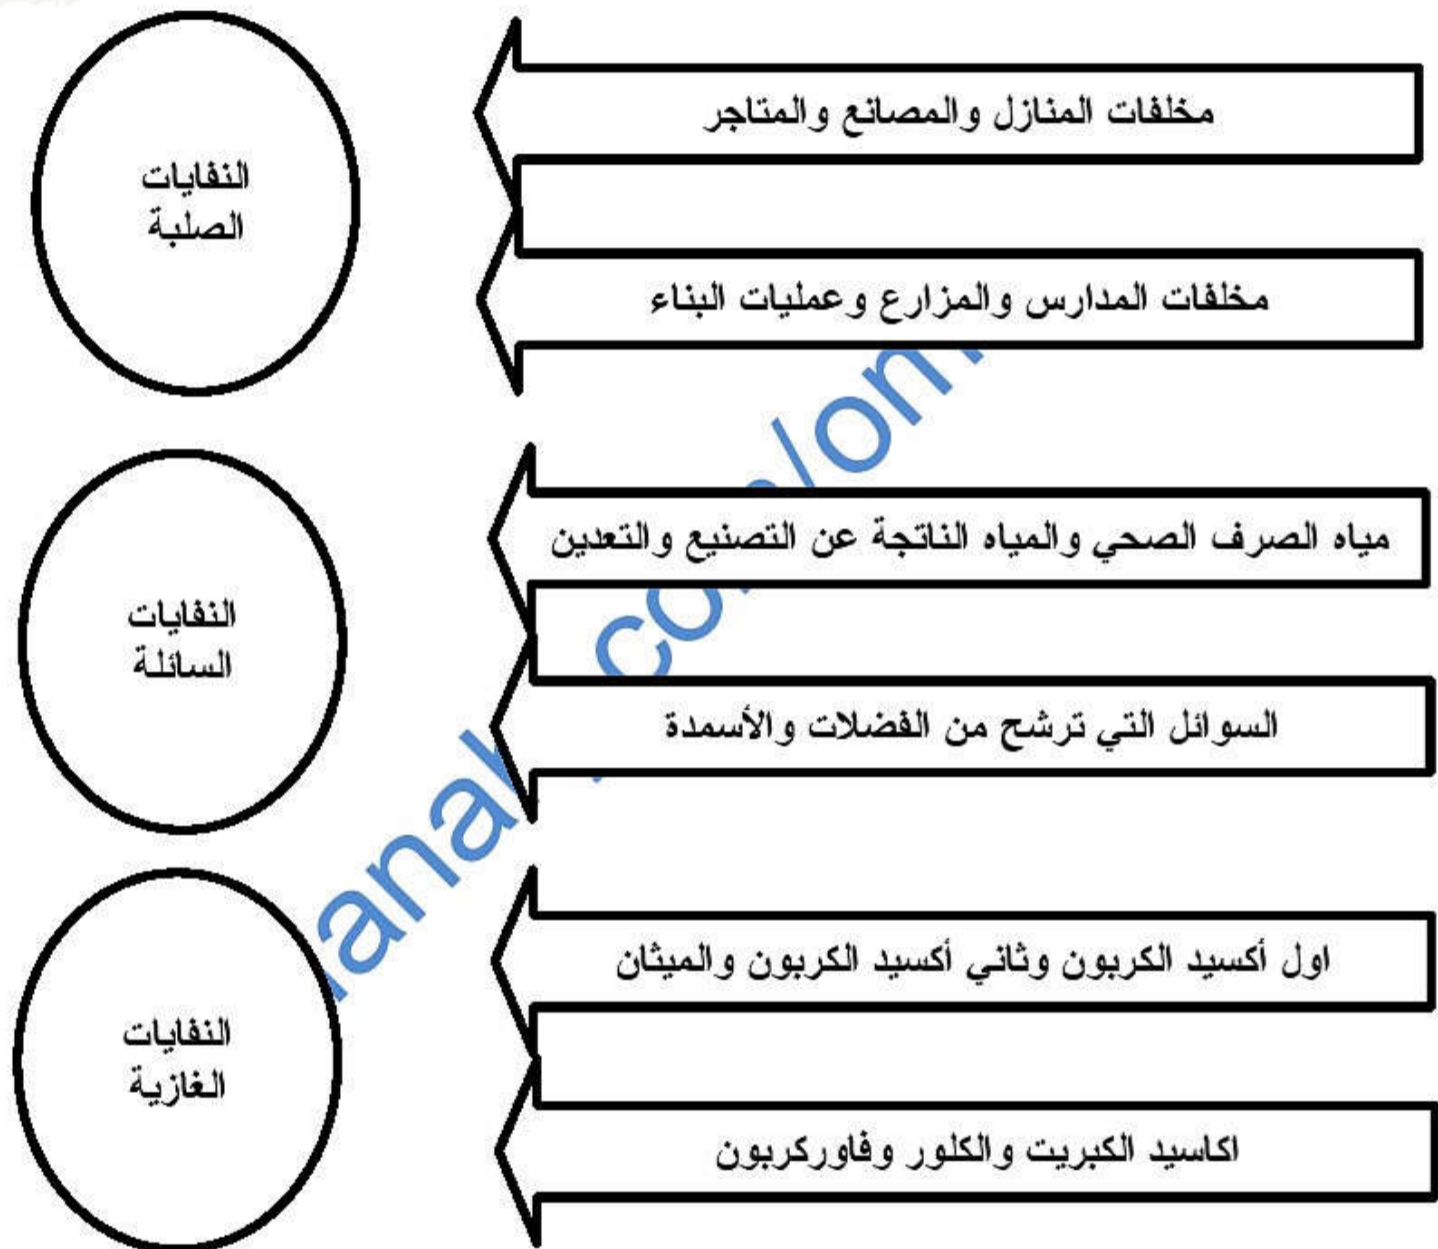 مخلفات المنازل والمصانع والمتاجر
النفايات
الصلبة
مخلفات المدارس والمزارع وعمليات البناء
مياه الصرف الصحي والمياه الناتجة عن التصنيع والتعدين
النفايات
السائلة
السوائل التي ترشح من الفضلات والأسمدة
اول أكسيد الكربون وثاني أكسيد الكربون والميثان
النفايات
الغازية
اكاسيد الكبريت والكلور وفاوركربون